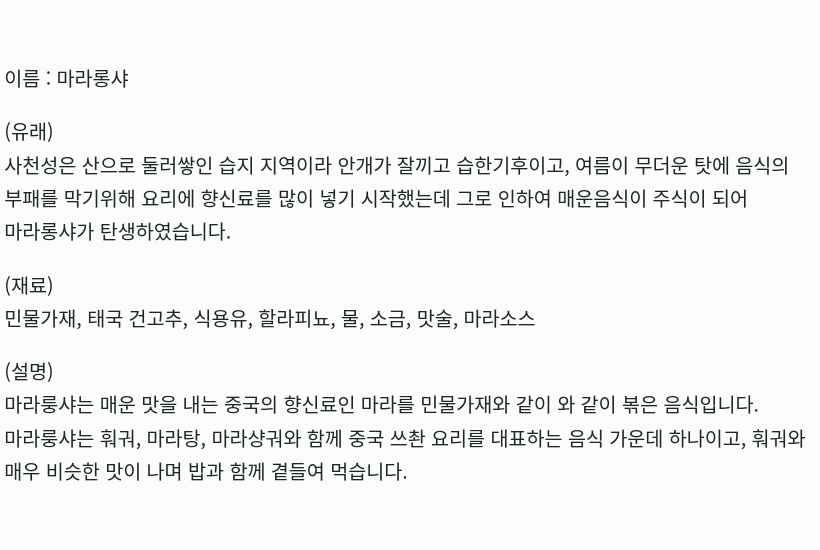 이름 : 마라롱샤
(유래)
사천성은 산으로 둘러쌓인 습지 지역이라 안개가 잘끼고 습한기후이고, 여름이 무더운 탓에 음식의
부패를 막기위해 요리에 향신료를 많이 넣기 시작했는데 그로 인하여 매운음식이 주식이 되어
마라롱샤가 탄생하였습니다.
(재료)
민물가재, 태국 건고추, 식용유, 할라피뇨, 물, 소금, 맛술, 마라소스
(설명)
마라룽샤는 매운 맛을 내는 중국의 향신료인 마라를 민물가재와 같이 와 같이 볶은 음식입니다.
마라룽샤는 훠궈, 마라탕, 마라샹궈와 함께 중국 쓰촨 요리를 대표하는 음식 가운데 하나이고, 훠궈와
매우 비슷한 맛이 나며 밥과 함께 곁들여 먹습니다.